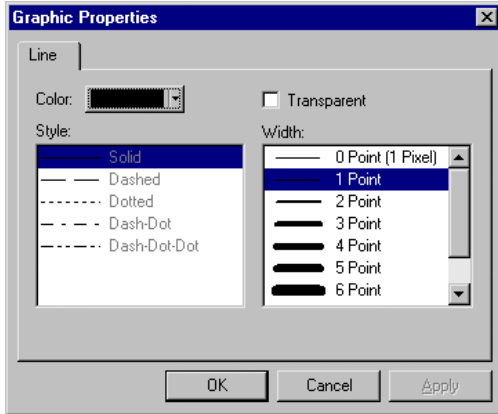 Graphic Properties
Line
Color:
Transparent
Style:
Width:
Solid
Dashed
Dotted
Dash-Dot
Dash-Dot-Dot
0 Point (1 Pixel)
1 Point
2 Point
3 Point
4 Point
5 Point
6 Point
OK
Cancel
Apply